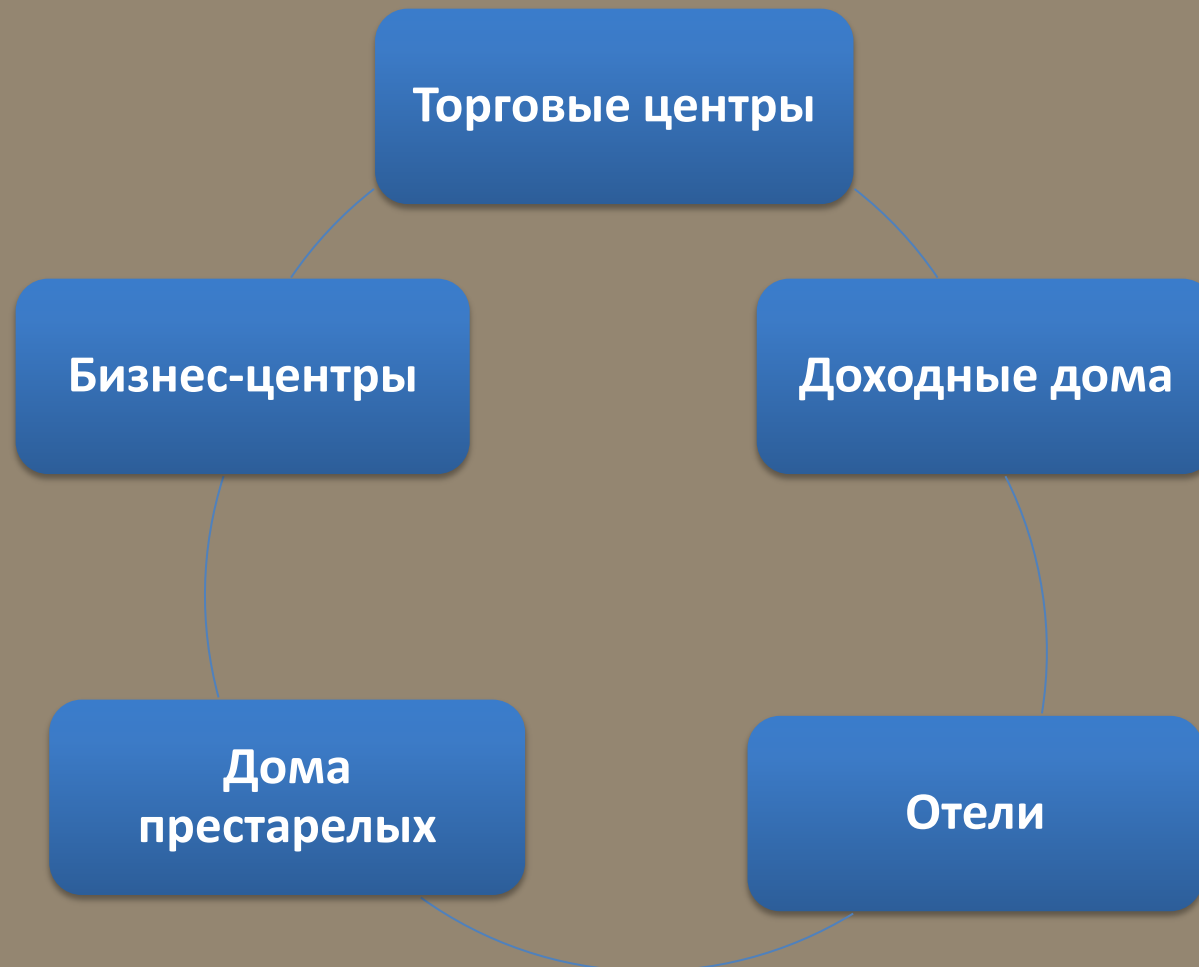 Торговые центры
Бизнес-центры
Доходные дома
Дома
престарелых
Отели